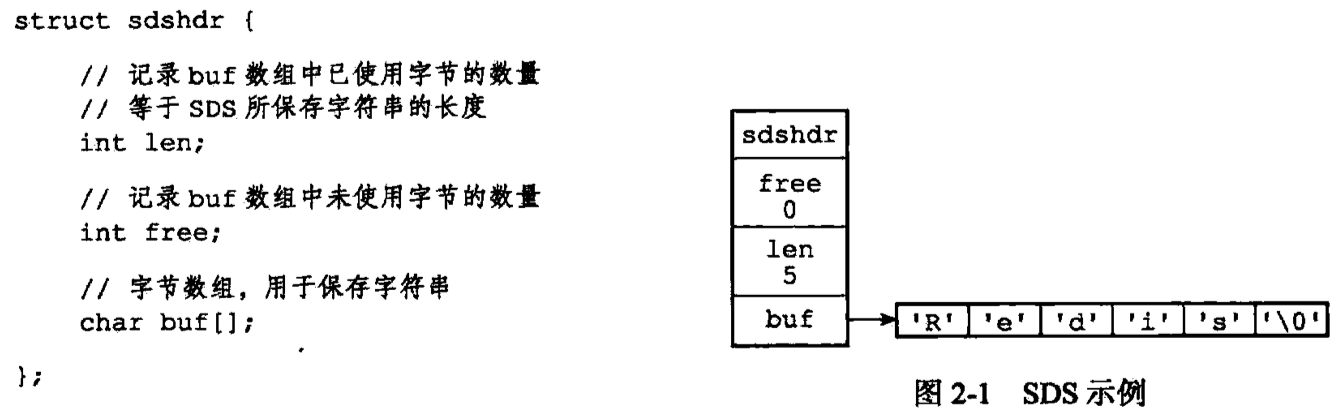 struct sdshdr {
// 记录 buf 数组中已使用字节的数量
// 等于 SDS 所保存字符串的长度
int len;
// 记录 buf 数组中未使用字节的数量
int free;
// 字节数组，用于保存字符串
char buf[];
};
sdshdr
free
0
len
5
buf
'R' 'e' 'd' 'i' 's' '\0'
图 2-1 SDS 示例